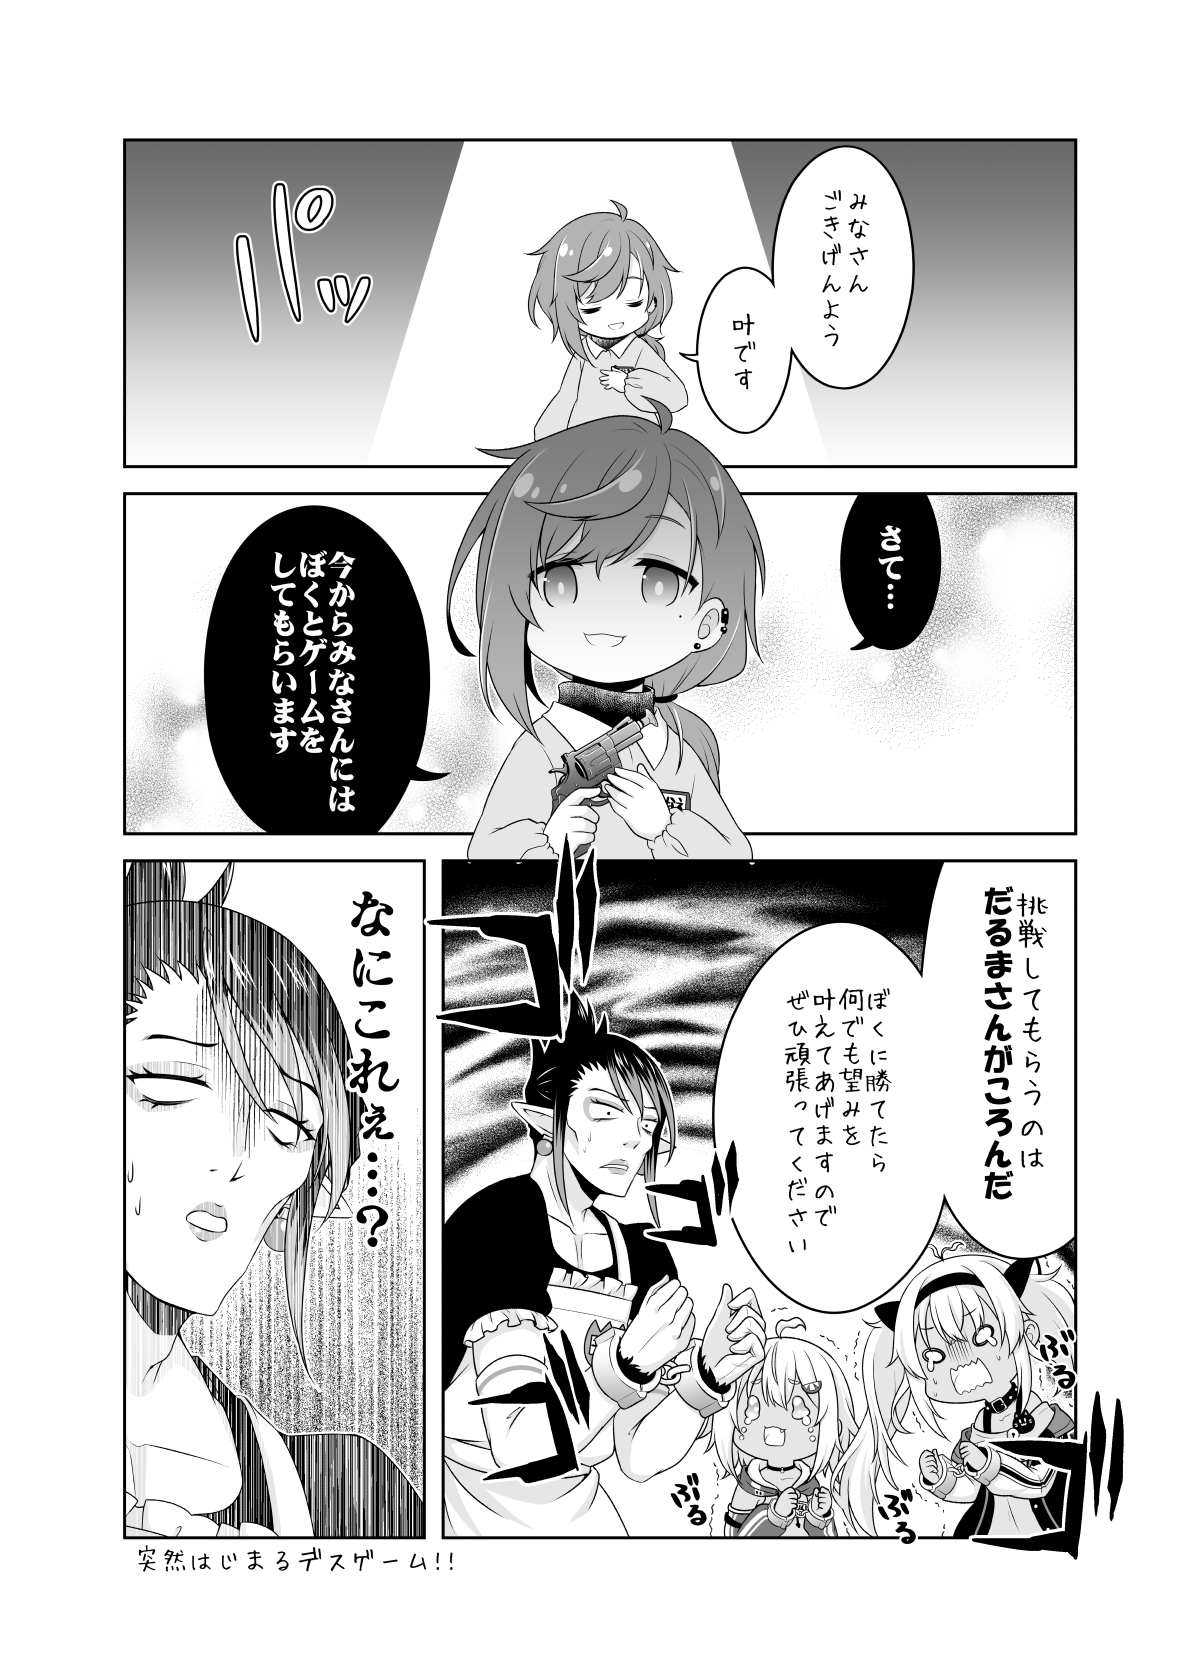 みなさん
ごきげんよう
叶です
パッ
さて…
今からみなさんには
ぼくとゲームを
してもらいます
挑戦してもらうのは
だるまさんがころんだ
ぼくに勝てたら
何でも望みを
叶えてあげますので
ぜひ頑張ってください
ゴゴゴゴ
ぶる
ぶる
ぶる
なにこれぇ…?
突然はじまるデスゲーム!!